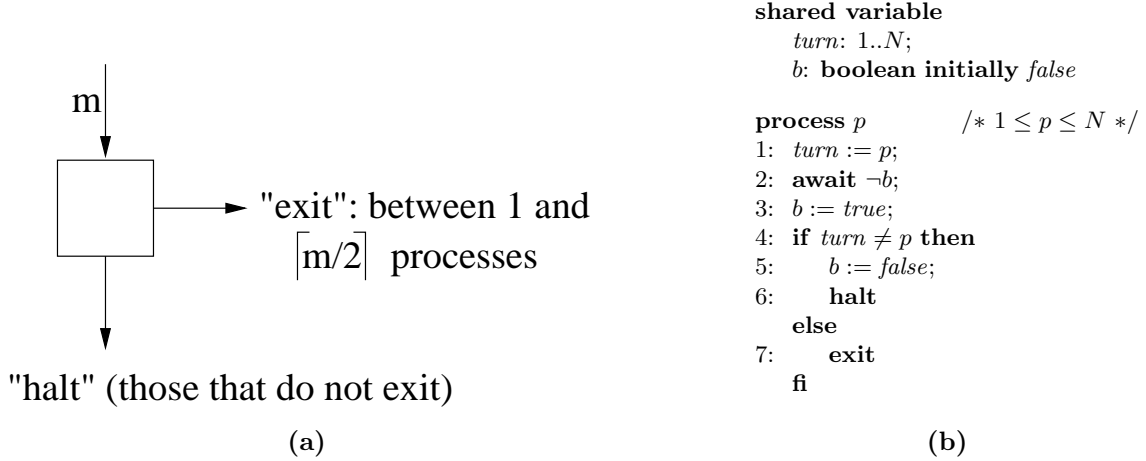 m
"exit": between 1 and
⌈m/2⌉ processes
"halt" (those that do not exit)
(a)
shared variable
turn: 1..N;
b: boolean initially false
process p /* 1 ≤ p ≤ N */
1: turn := p;
2: await ¬b;
3: b := true;
4: if turn ≠ p then
5: b := false;
6: halt
else
7: exit
fi
(b)